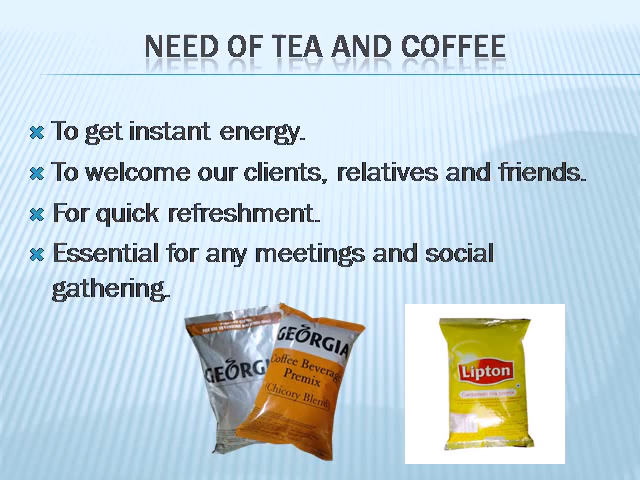 NEED OF TEA AND COFFEE
To get instant energy.
To welcome our clients, relatives and friends.
For quick refreshment.
Essential for any meetings and social
gathering.
GEORGIA
GEORGIA
Coffee Beverage
Premix
(Chicory Blend)
Lipton